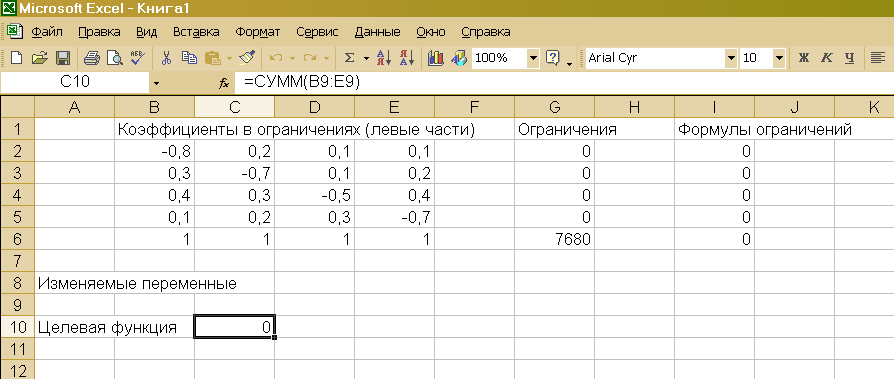 Microsoft Excel - Книга1
Файл Правка Вид Вставка Формат Сервис Данные Окно Справка
100% Arial Cyr 10 Ж К
C10 fx =СУММ(B9:E9)
A B C D E F G H I J K
1 Коэффициенты в ограничениях (левые части) Ограничения Формулы ограничений
2 -0,8 0,2 0,1 0,1 0 0
3 0,3 -0,7 0,1 0,2 0 0
4 0,4 0,3 -0,5 0,4 0 0
5 0,1 0,2 0,3 -0,7 0 0
6 1 1 1 1 7680 0
7
8 Изменяемые переменные
9
10 Целевая функция 0
11
12